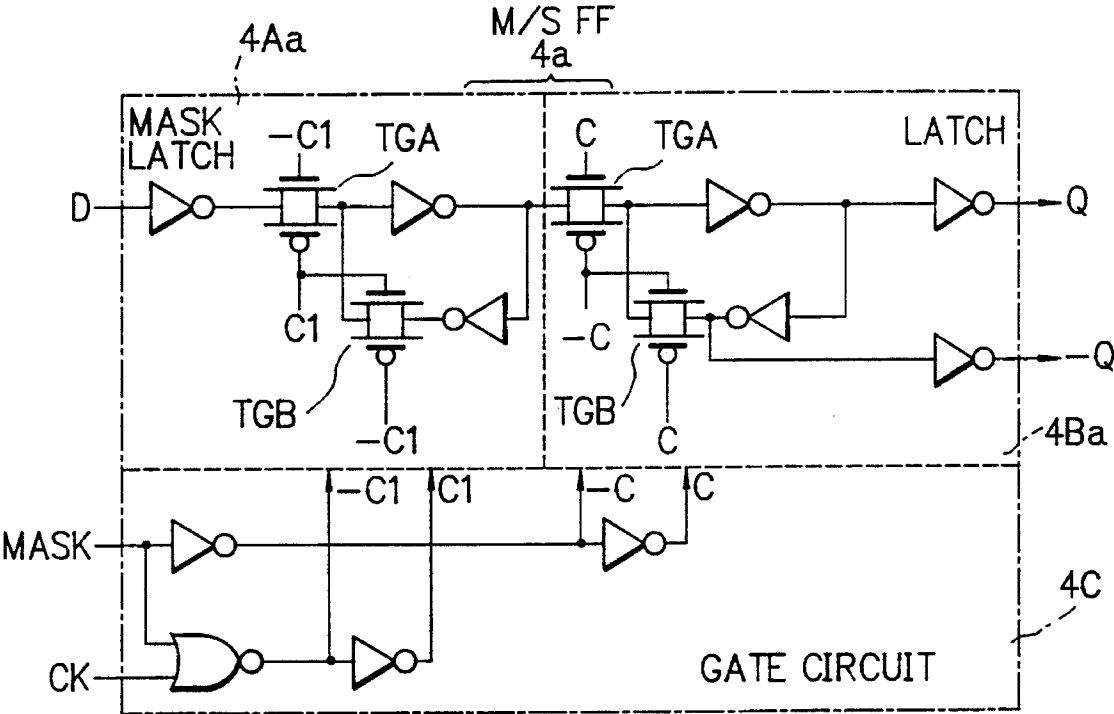 M/S FF
4a
4Aa
MASK
LATCH
-C1
TGA
C
TGA
LATCH
D
Q
C1
-C
-Q
TGB
-C1
TGB
C
4Ba
-C1
C1
-C
C
MASK
4C
CK
GATE CIRCUIT